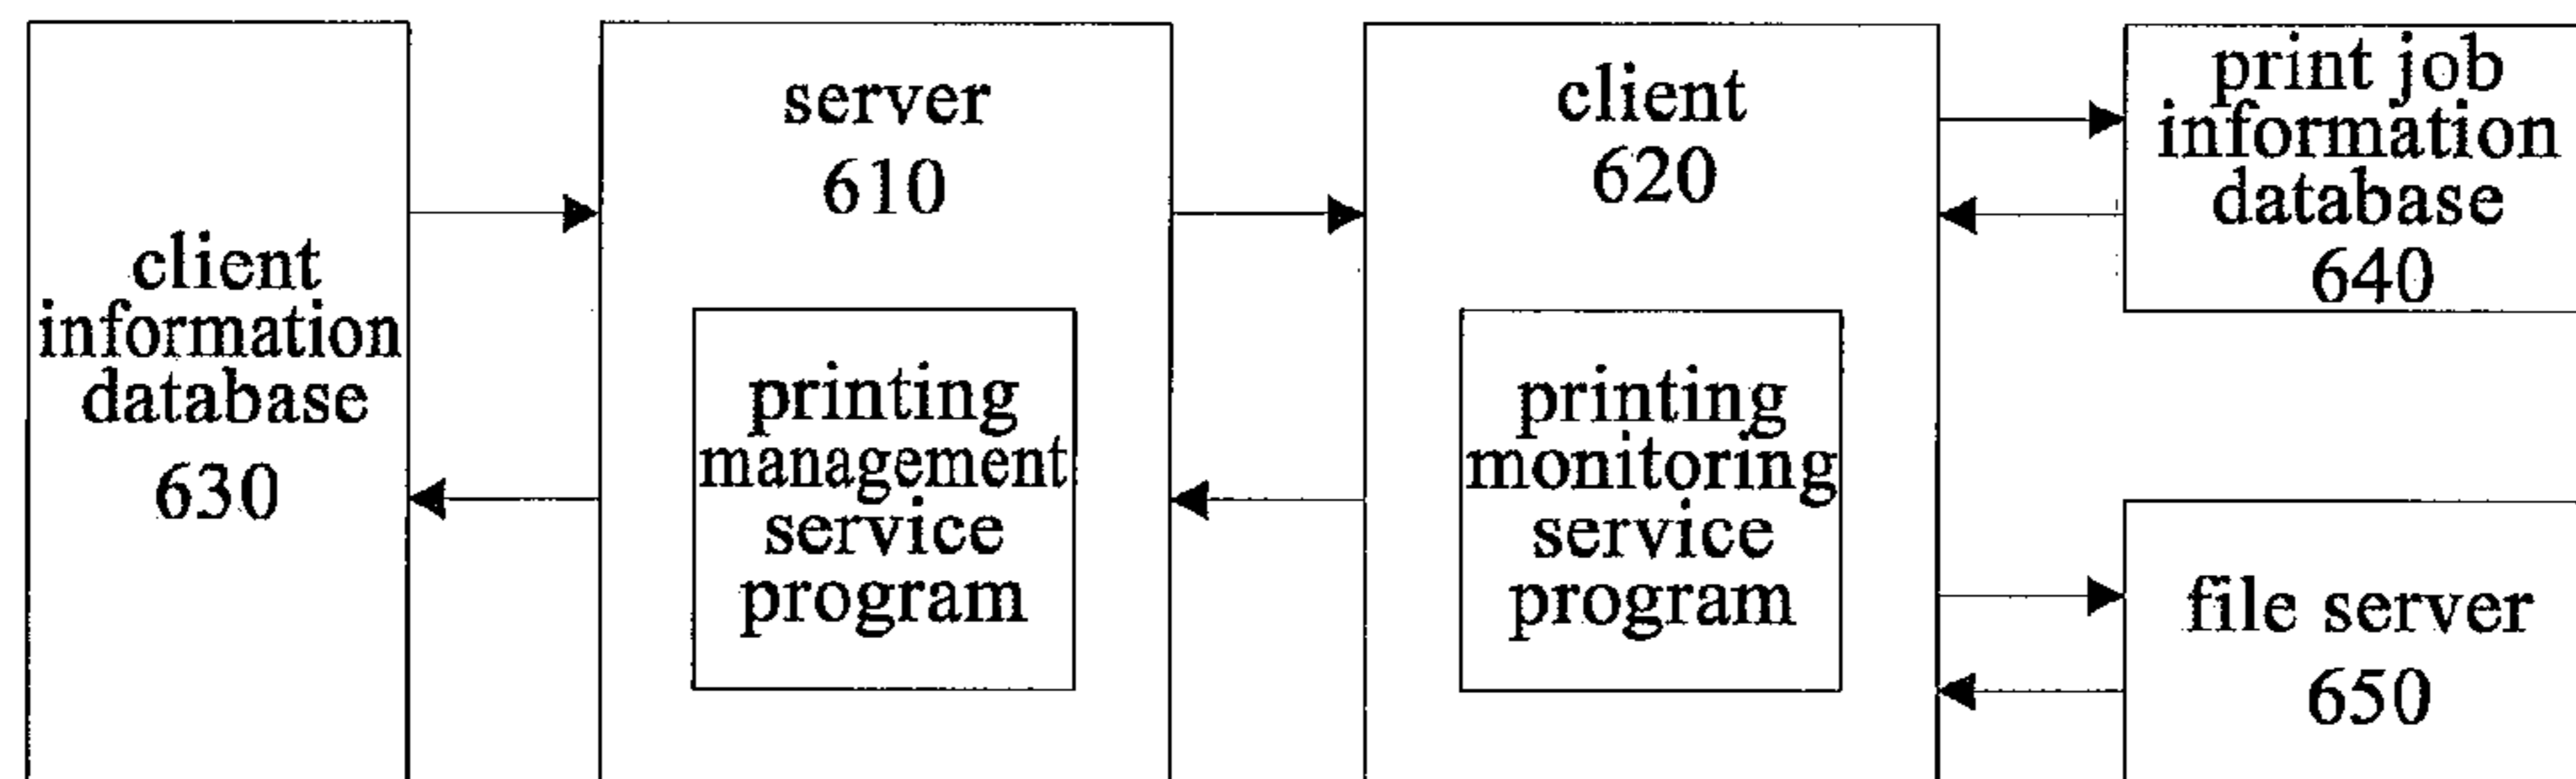 client
information
database
630
server
610
printing
management
service
program
client
620
printing
monitoring
service
program
print job
information
database
640
file server
650